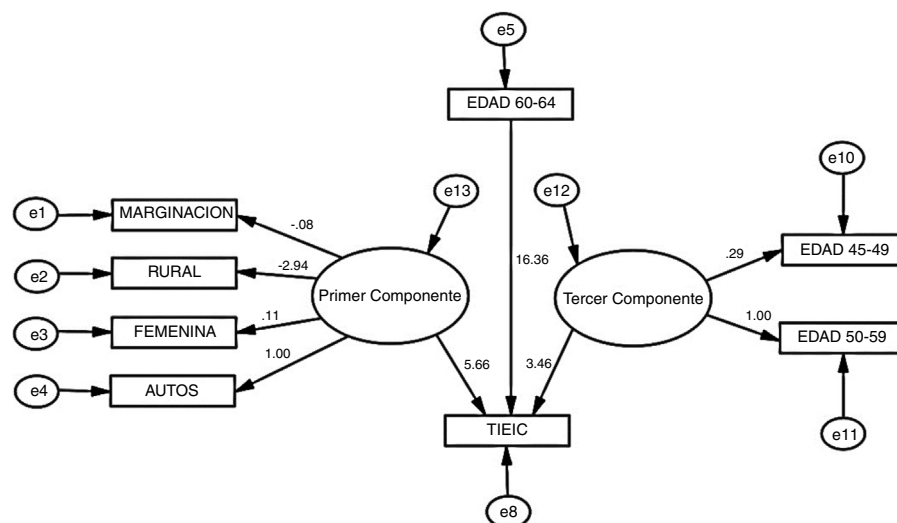 e5
EDAD 60-64
e10
e13
e12
e1
MARGINACION
-.08
EDAD 45-49
.29
e2
RURAL
-2.94
16.36
Primer Componente
Tercer Componente
e3
FEMENINA
.11
1.00
EDAD 50-59
1.00
5.66
3.46
e4
AUTOS
TIEIC
e11
e8